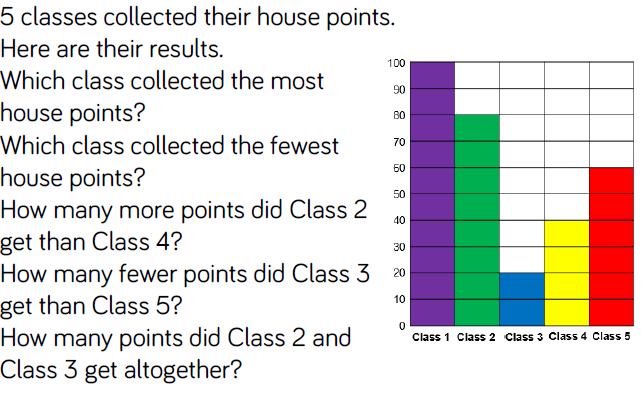 5 classes collected their house points.
Here are their results.
Which class collected the most
house points?
Which class collected the fewest
house points?
How many more points did Class 2
get than Class 4?
How many fewer points did Class 3
get than Class 5?
How many points did Class 2 and
Class 3 get altogether?
100
90
80
70
60
50
40
30
20
10
0
Class 1 Class 2 Class 3 Class 4 Class 5